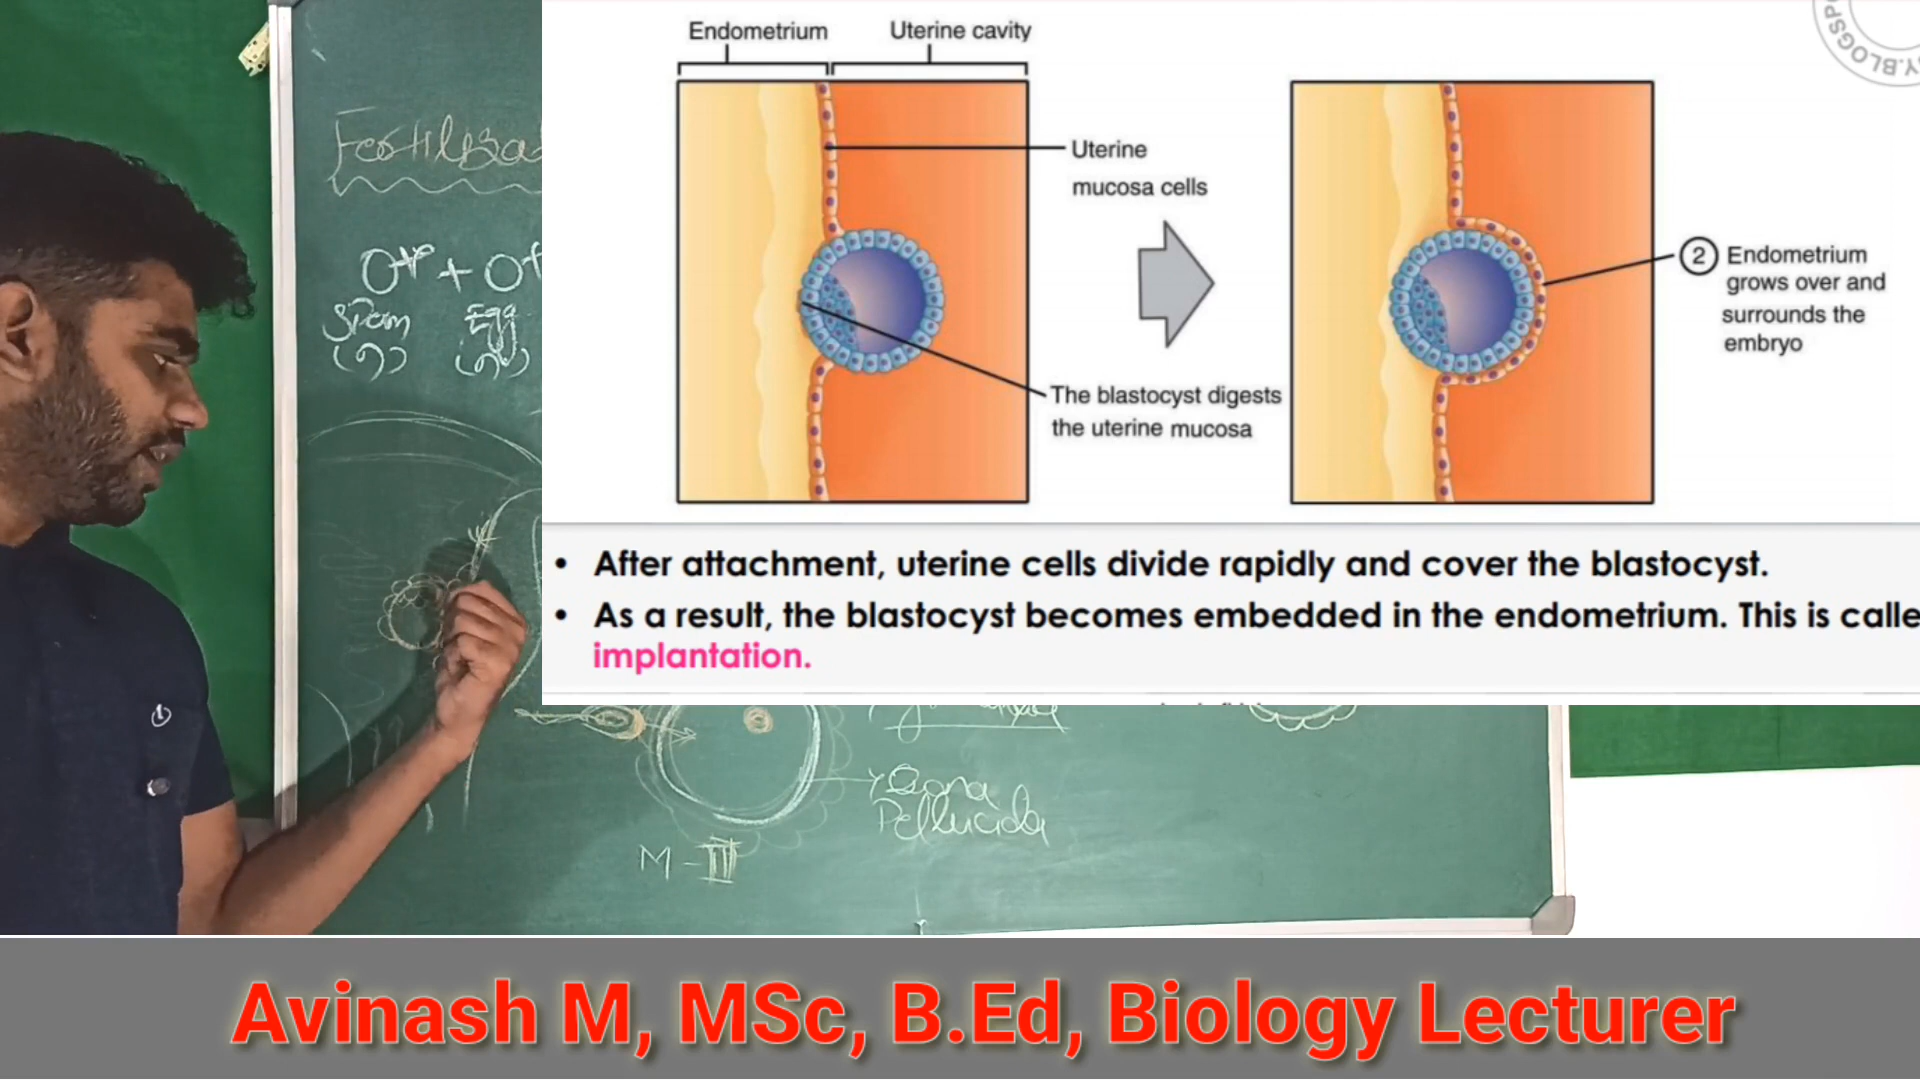 Endometrium
Uterine cavity
Uterine
mucosa cells
The blastocyst digests
the uterine mucosa
2 Endometrium
grows over and
surrounds the
embryo
• After attachment, uterine cells divide rapidly and cover the blastocyst.
• As a result, the blastocyst becomes embedded in the endometrium. This is calle
implantation.
Sperm
Egg
(n)
(n)
Zona
Pellucida
M - II
Avinash M, MSc, B.Ed, Biology Lecturer